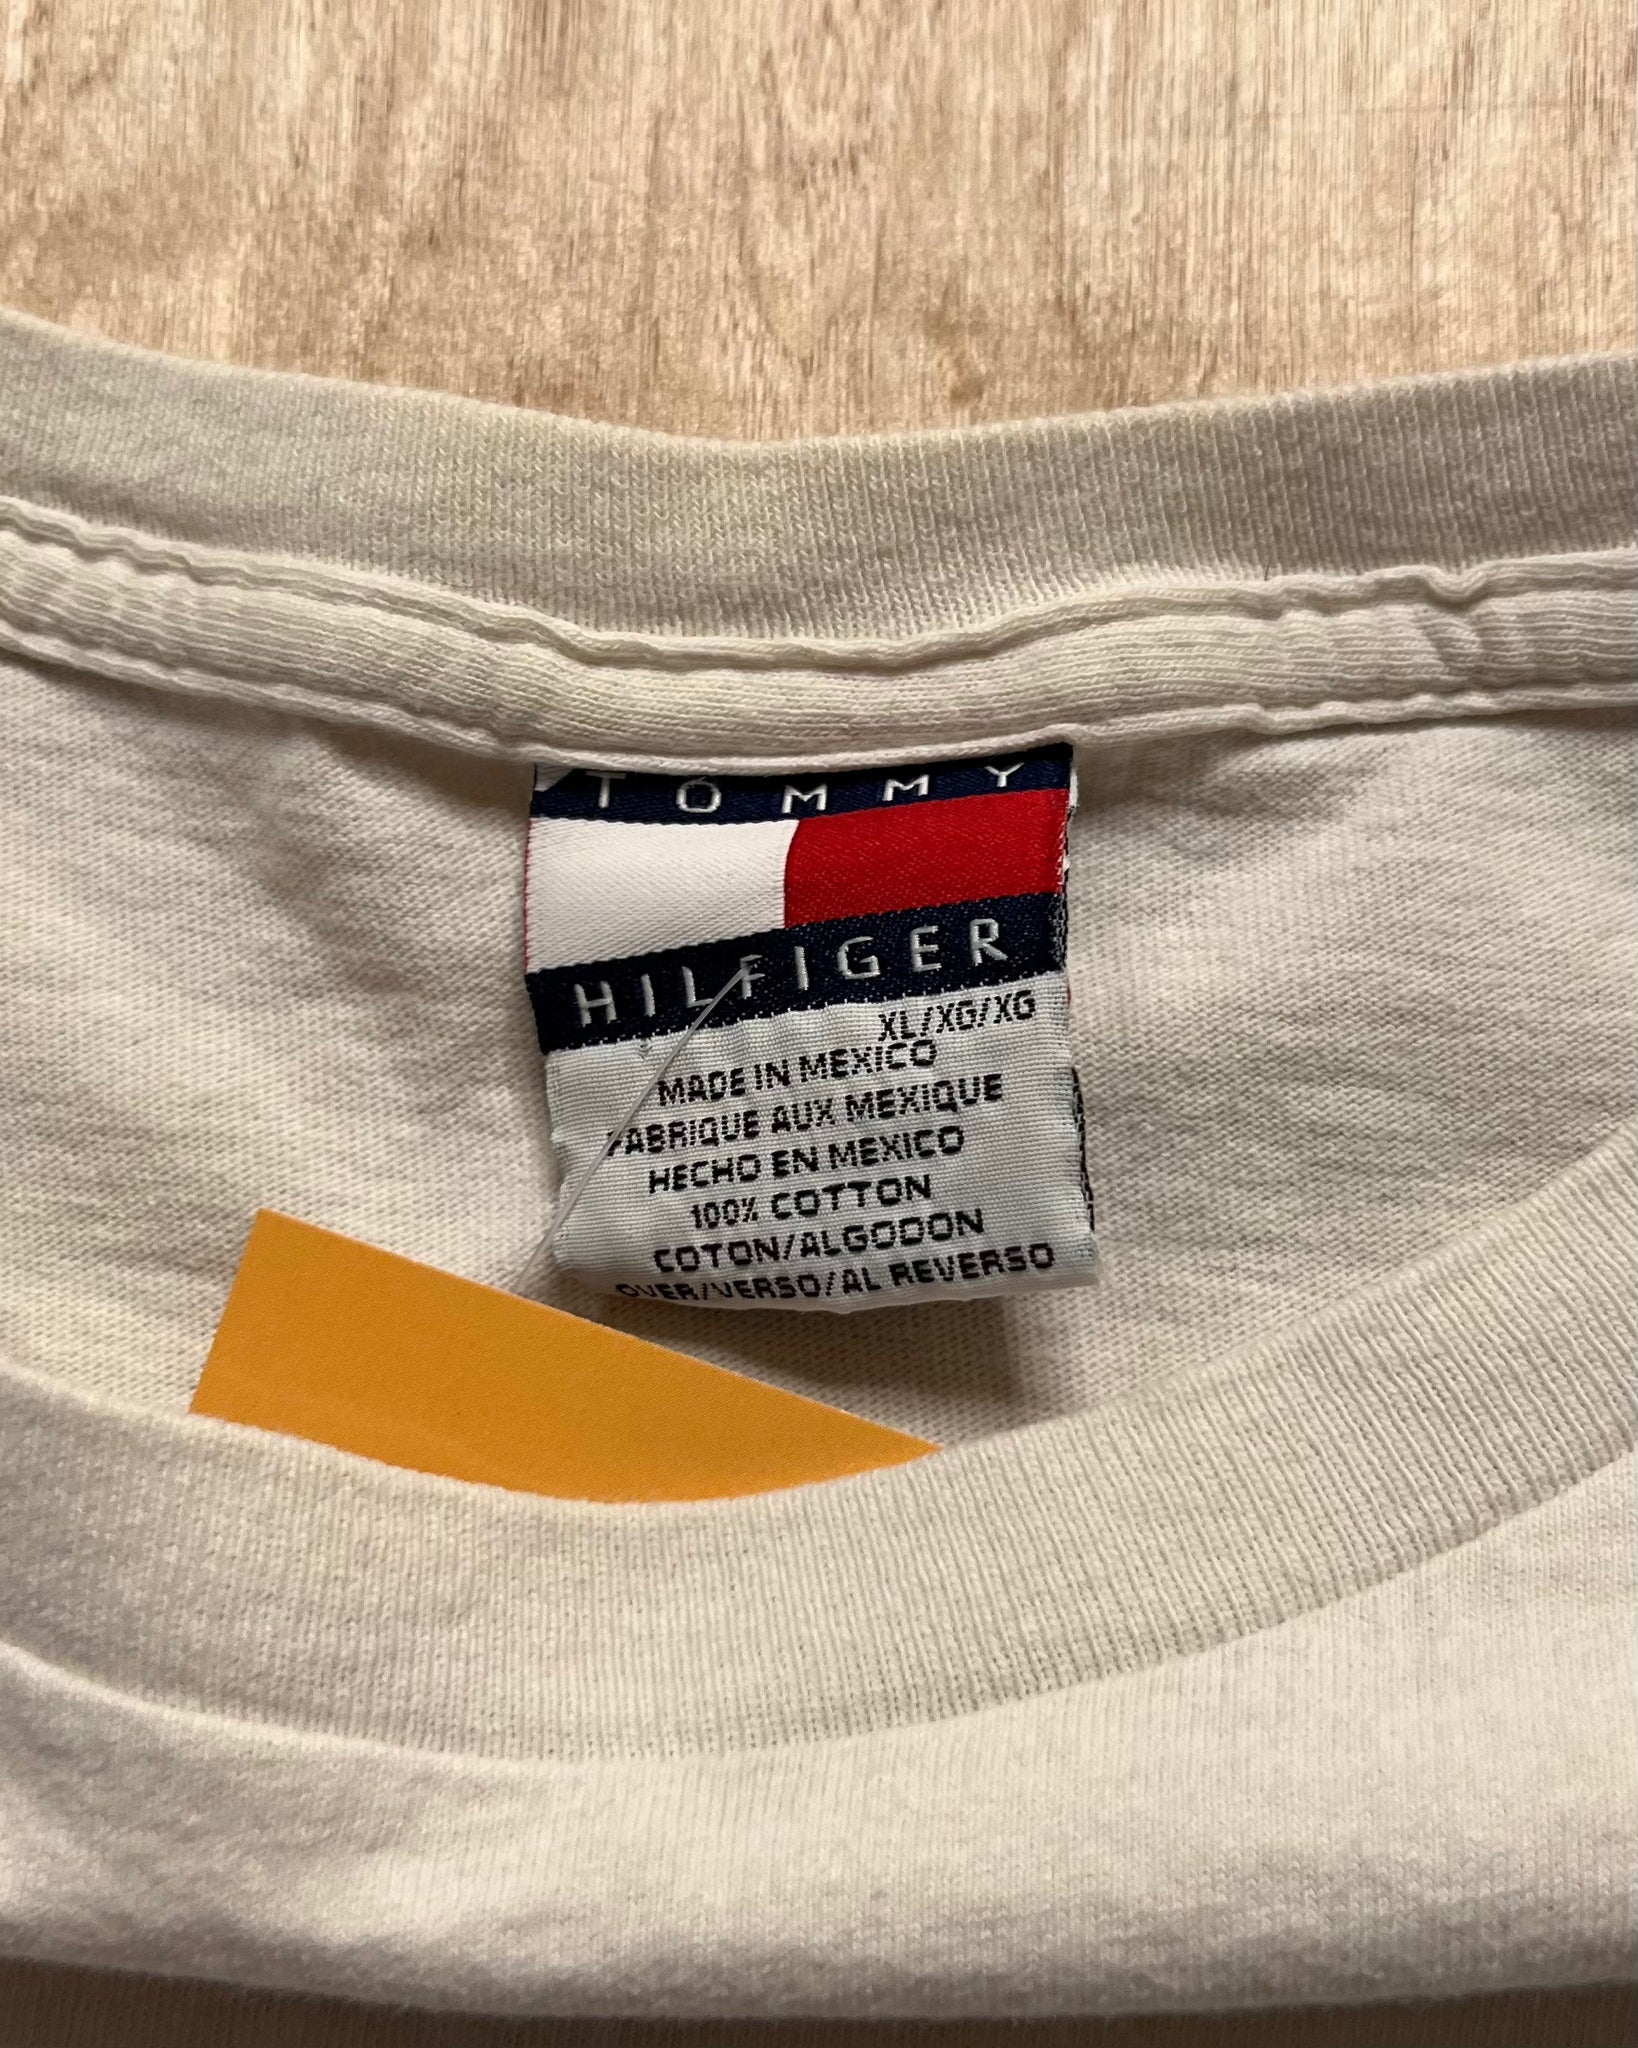 TOMMY
HILFIGER
XL/XG/XG
MADE IN MEXICO
FABRIQUE AUX MEXIQUE
HECHO EN MEXICO
100% COTTON
COTON/ALGODON
OVER/VERSO/AL REVERSO